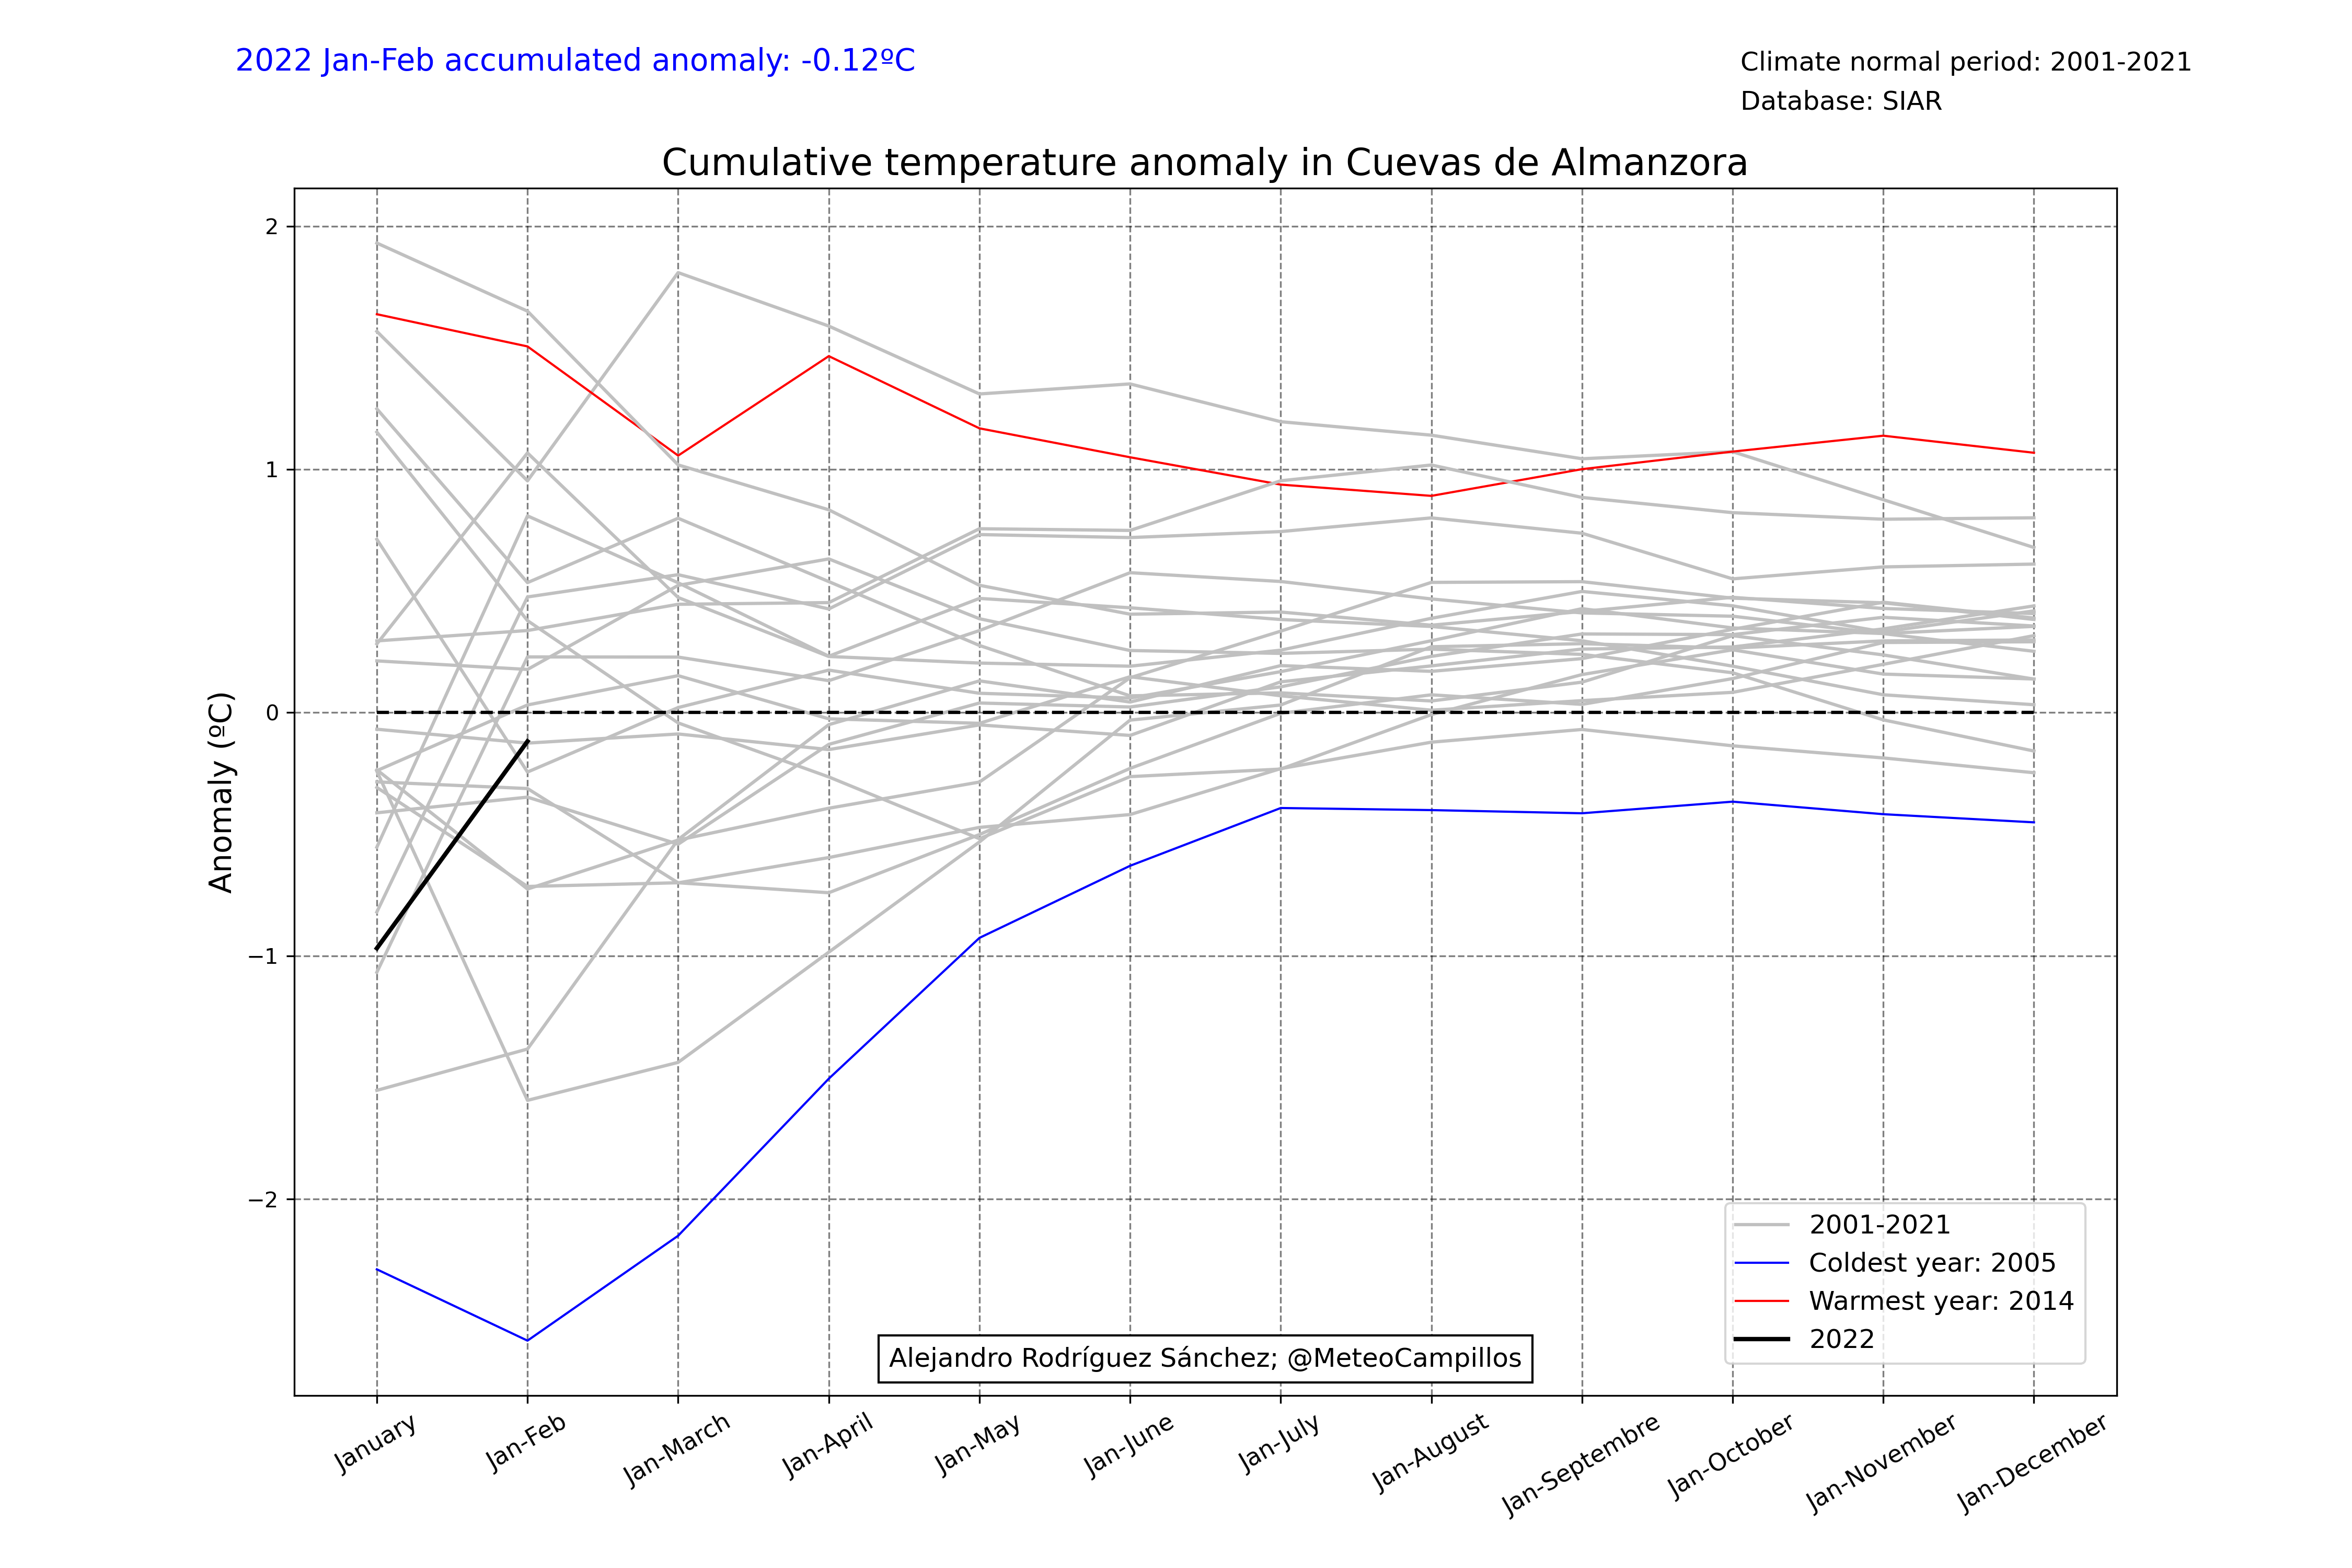 2022 Jan-Feb accumulated anomaly: -0.12ºC
Climate normal period: 2001-2021
Database: SIAR
Cumulative temperature anomaly in Cuevas de Almanzora
Anomaly (ºC)
2
1
0
−1
−2
2001-2021
Coldest year: 2005
Warmest year: 2014
2022
Alejandro Rodríguez Sánchez; @MeteoCampillos
January
Jan-Feb
Jan-March
Jan-April
Jan-May
Jan-June
Jan-July
Jan-August
Jan-Septembre
Jan-October
Jan-November
Jan-December